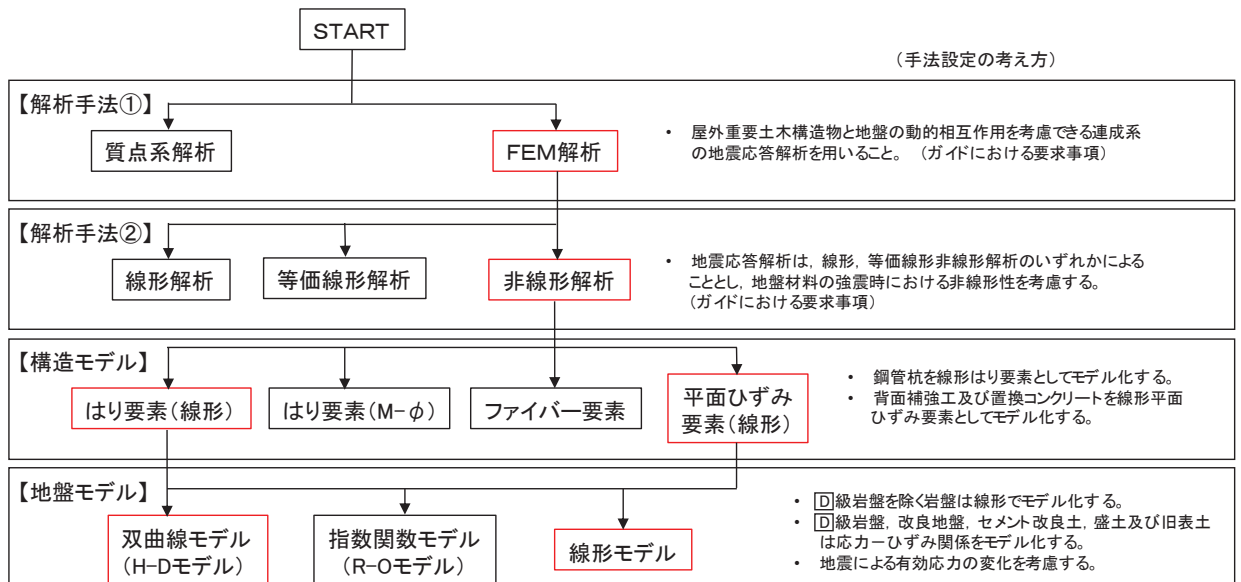 START
(手法設定の考え方)
【解析手法①】
質点系解析
FEM解析
・ 屋外重要土木構造物と地盤の動的相互作用を考慮できる連成系
の地震応答解析を用いること。 (ガイドにおける要求事項)
【解析手法②】
線形解析
等価線形解析
非線形解析
・ 地震応答解析は, 線形, 等価線形非線形解析のいずれかによる
こととし, 地盤材料の強震時における非線形性を考慮する。
(ガイドにおける要求事項)
【構造モデル】
はり要素(線形)
はり要素(M-φ)
ファイバー要素
平面ひずみ
要素(線形)
・ 鋼管杭を線形はり要素としてモデル化する。
・ 背面補強工及び置換コンクリートを線形平面
ひずみ要素としてモデル化する。
【地盤モデル】
双曲線モデル
(H-Dモデル)
指数関数モデル
(R-Oモデル)
線形モデル
・ D級岩盤を除く岩盤は線形でモデル化する。
・ D級岩盤, 改良地盤, セメント改良土, 盛土及び旧表土
は応力ーひずみ関係をモデル化する。
・ 地震による有効応力の変化を考慮する。